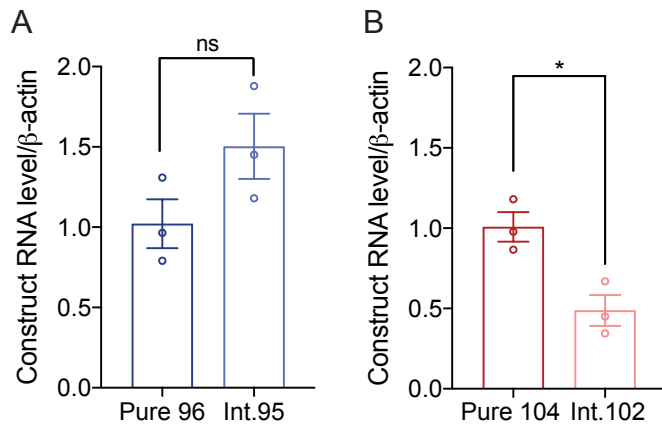 A
ns
Construct RNA level/β-actin
2.0
1.5
1.0
0.5
0.0
Pure 96 Int.95
B
*
Construct RNA level/β-actin
2.0
1.5
1.0
0.5
0.0
Pure 104 Int.102